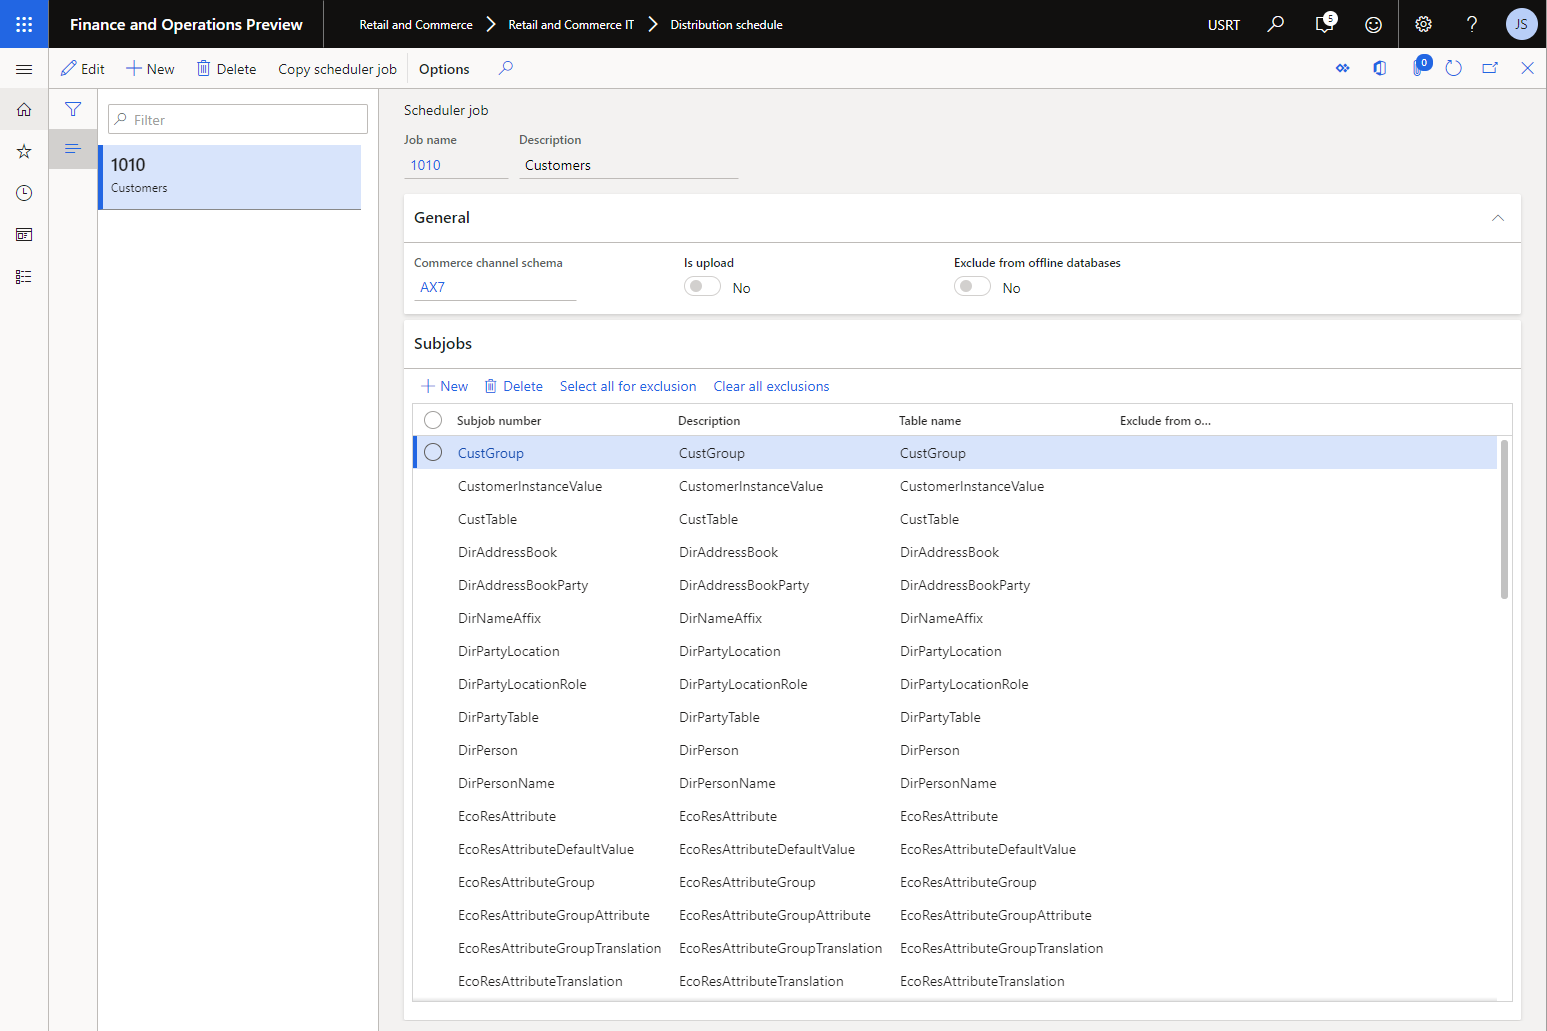 Finance and Operations Preview
Retail and Commerce
Retail and Commerce IT
Distribution schedule
USRT
5
?
JS
Edit
New
Delete
Copy scheduler job
Options
0
Filter
1010
Customers
Scheduler job
Job name Description
1010 Customers
General
Commerce channel schema Is upload Exclude from offline databases
AX7 No No
Subjobs
New Delete Select all for exclusion Clear all exclusions
Subjob number Description Table name Exclude from o...
CustGroup CustGroup CustGroup
CustomerInstanceValue CustomerInstanceValue CustomerInstanceValue
CustTable CustTable CustTable
DirAddressBook DirAddressBook DirAddressBook
DirAddressBookParty DirAddressBookParty DirAddressBookParty
DirNameAffix DirNameAffix DirNameAffix
DirPartyLocation DirPartyLocation DirPartyLocation
DirPartyLocationRole DirPartyLocationRole DirPartyLocationRole
DirPartyTable DirPartyTable DirPartyTable
DirPerson DirPerson DirPerson
DirPersonName DirPersonName DirPersonName
EcoResAttribute EcoResAttribute EcoResAttribute
EcoResAttributeDefaultValue EcoResAttributeDefaultValue EcoResAttributeDefaultValue
EcoResAttributeGroup EcoResAttributeGroup EcoResAttributeGroup
EcoResAttributeGroupAttribute EcoResAttributeGroupAttribute EcoResAttributeGroupAttribute
EcoResAttributeGroupTranslation EcoResAttributeGroupTranslation EcoResAttributeGroupTranslation
EcoResAttributeTranslation EcoResAttributeTranslation EcoResAttributeTranslation